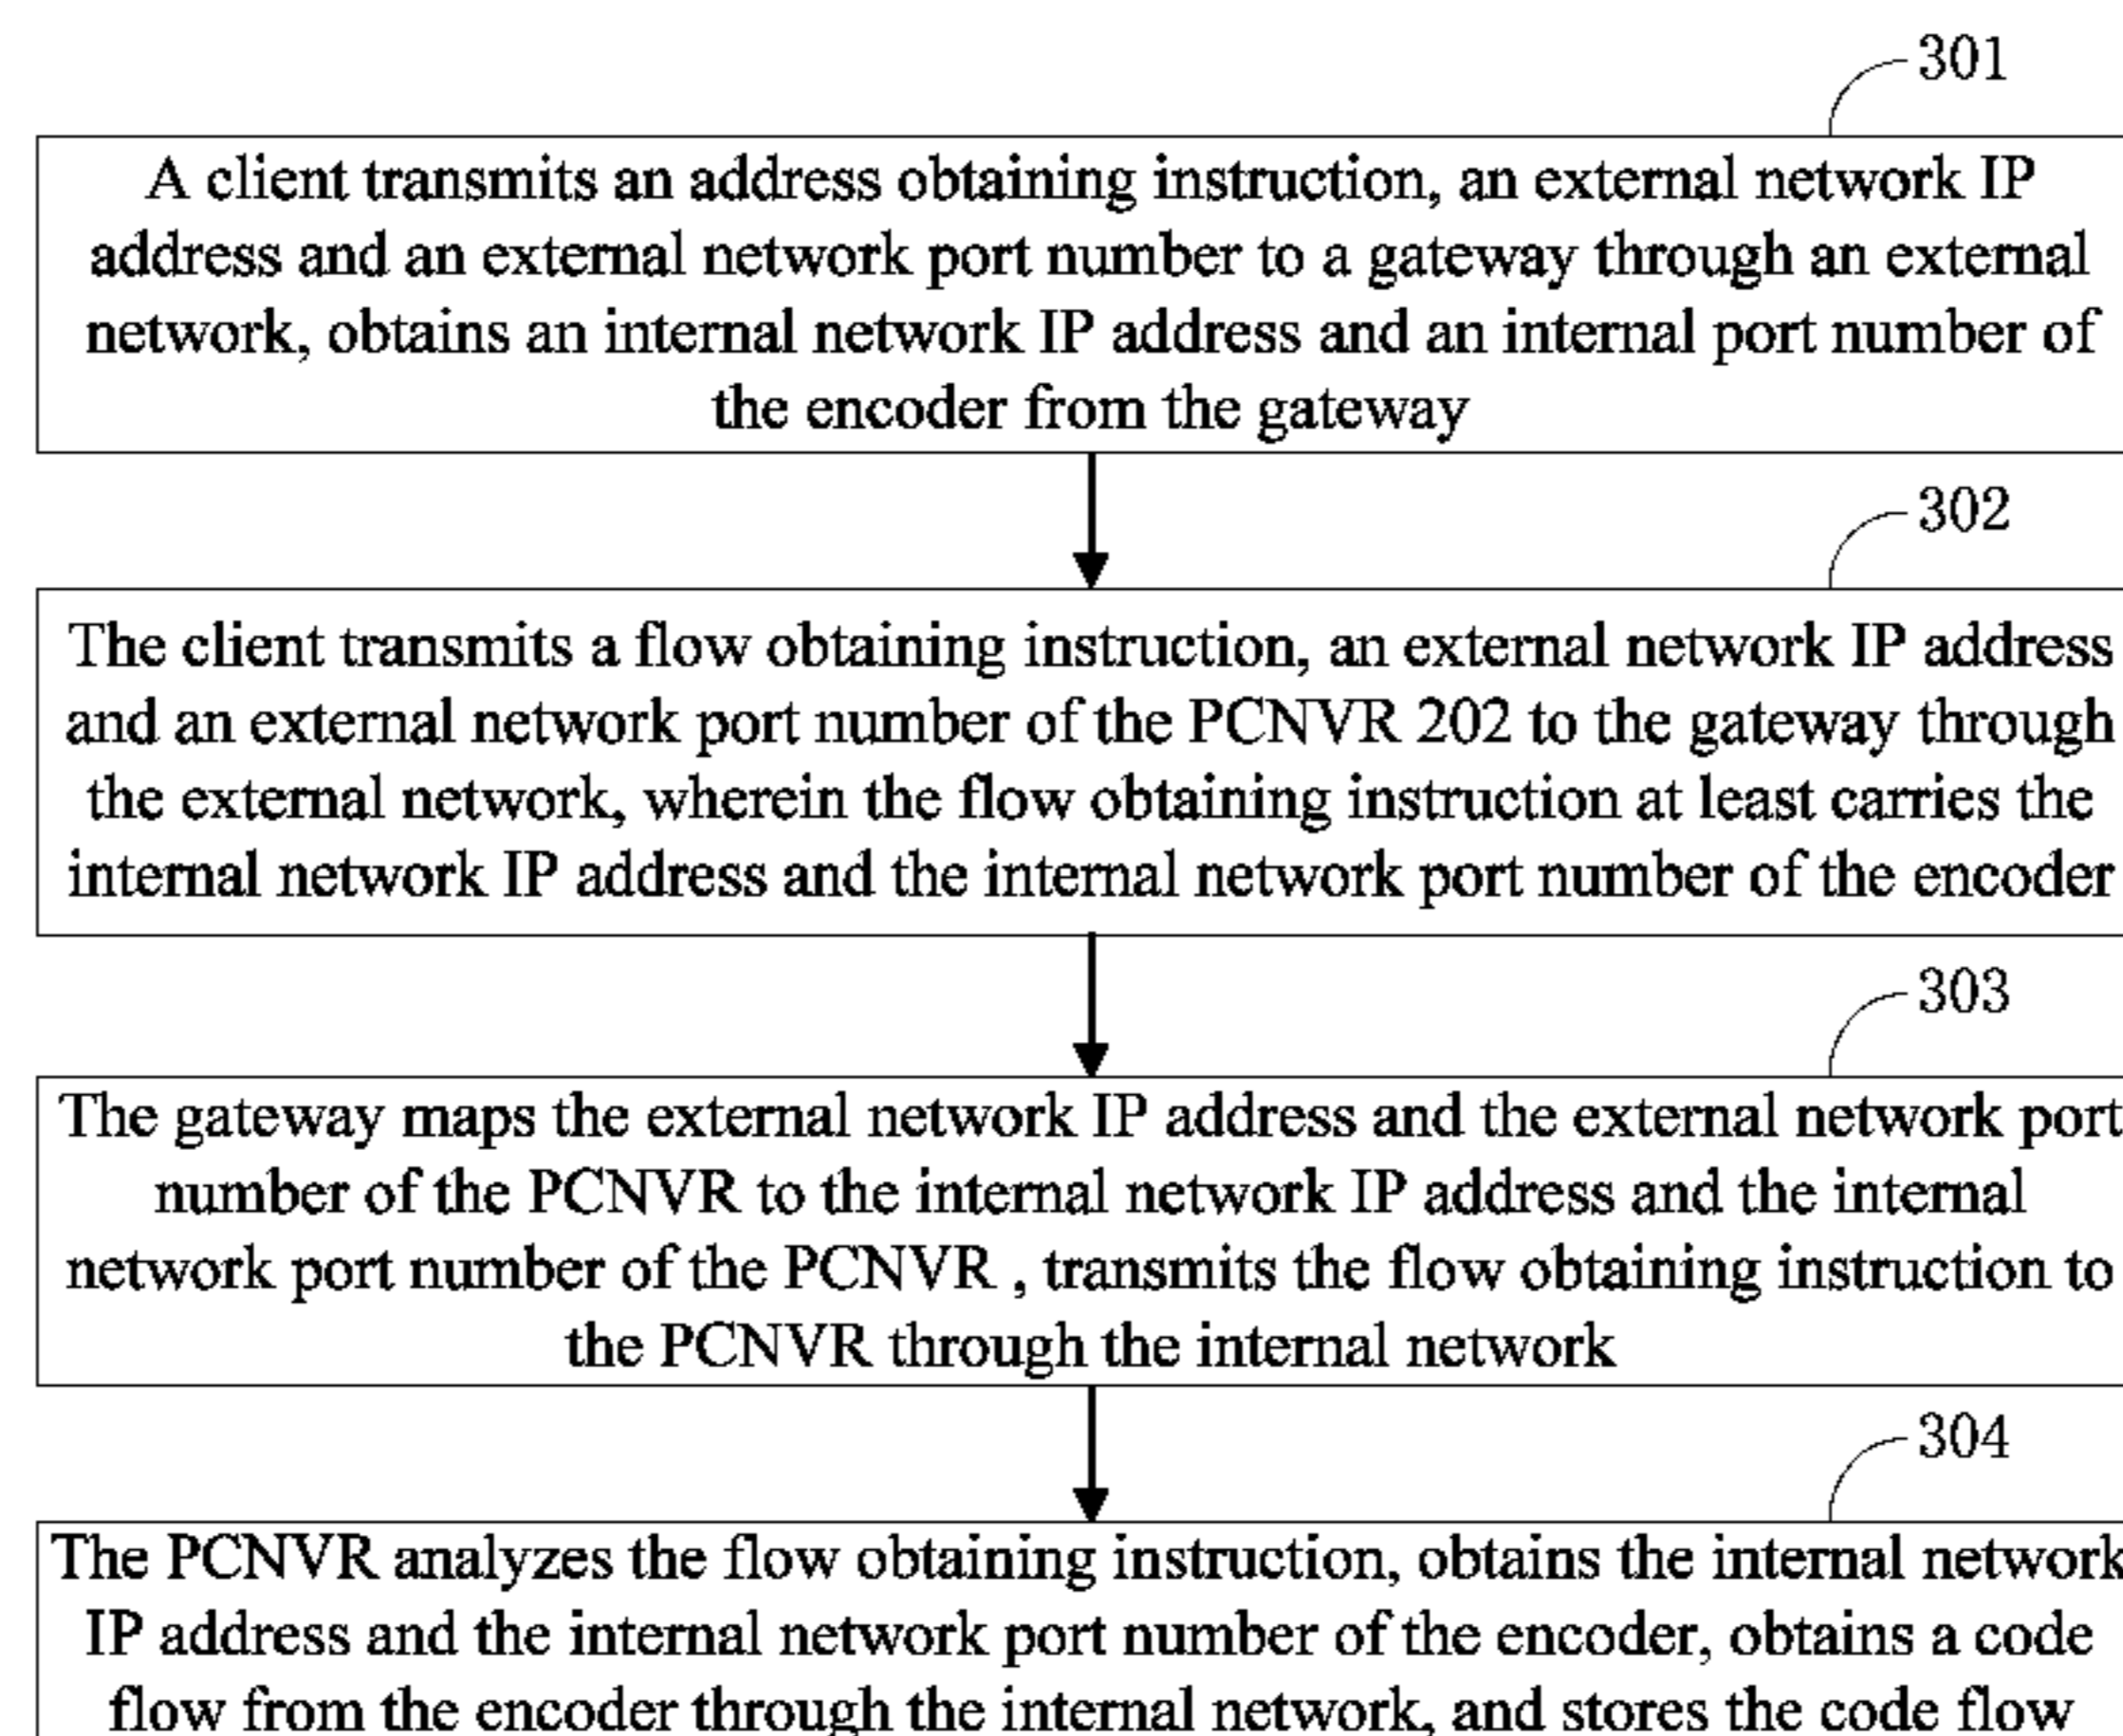 301
A client transmits an address obtaining instruction, an external network IP
address and an external network port number to a gateway through an external
network, obtains an internal network IP address and an internal port number of
the encoder from the gateway
302
The client transmits a flow obtaining instruction, an external network IP address
and an external network port number of the PCNVR 202 to the gateway through
the external network, wherein the flow obtaining instruction at least carries the
internal network IP address and the internal network port number of the encoder
303
The gateway maps the external network IP address and the external network port
number of the PCNVR to the internal network IP address and the internal
network port number of the PCNVR , transmits the flow obtaining instruction to
the PCNVR through the internal network
304
The PCNVR analyzes the flow obtaining instruction, obtains the internal network
IP address and the internal network port number of the encoder, obtains a code
flow from the encoder through the internal network, and stores the code flow